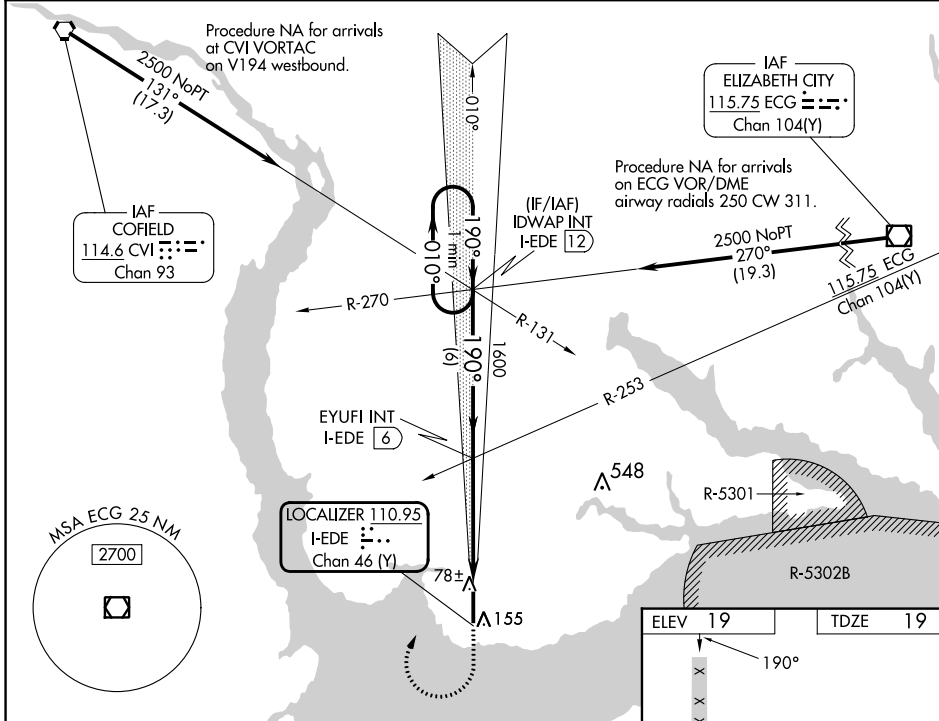 Procedure NA for arrivals
at CVI VORTAC
on V194 westbound.
2500 NoPT
131°
(17.3)
IAF
COFIELD
114.6 CVI
Chan 93
010°
IAF
ELIZABETH CITY
115.75 ECG
Chan 104(Y)
Procedure NA for arrivals
on ECG VOR/DME
airway radials 250 CW 311.
(IF/IAF)
IDWAP INT
I-EDE 12
2500 NoPT
270°
(19.3)
115.75 ECG
Chan 104(Y)
010°
1 min
190°
R-270
R-131
190°
(6)
1600
R-253
EYUFI INT
I-EDE 6
548
R-5301
R-5302B
LOCALIZER 110.95
I-EDE
Chan 46 (Y)
78±
155
MSA ECG 25 NM
2700
ELEV 19
TDZE 19
190°
X
X
X